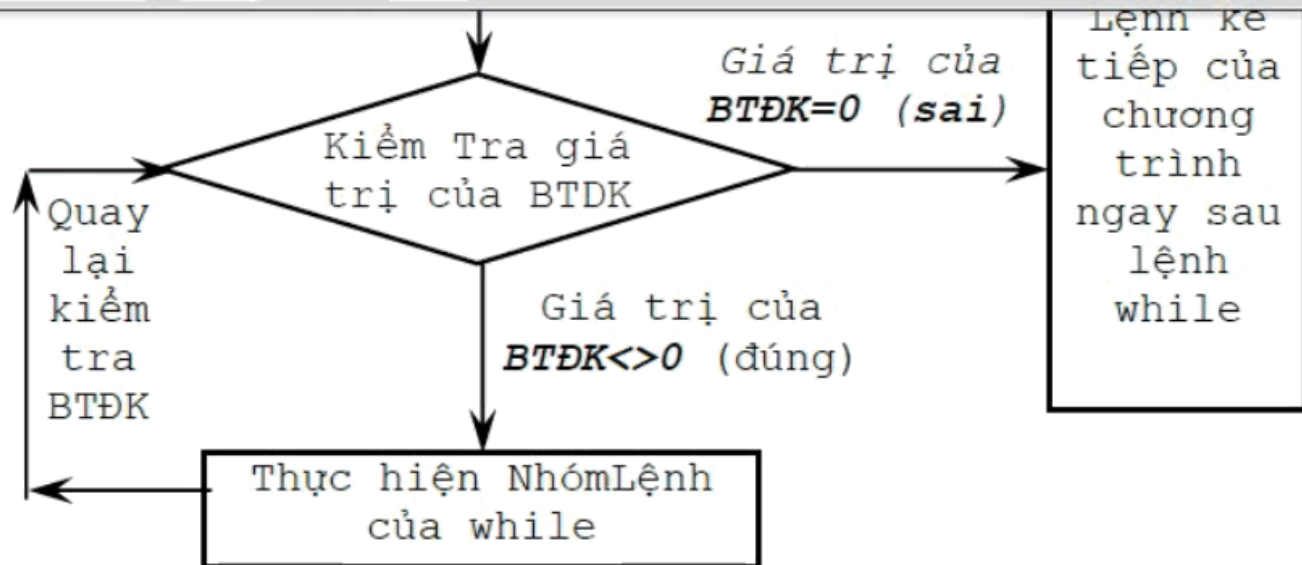 Lệnh kế
tiếp của
chương
trình
ngay sau
lệnh
while
Giá trị của
BTĐK=0 (sai)
Kiểm Tra giá
trị của BTDK
Quay
lại
kiểm
tra
BTĐK
Giá trị của
BTĐK<>0 (đúng)
Thực hiện NhómLệnh
của while